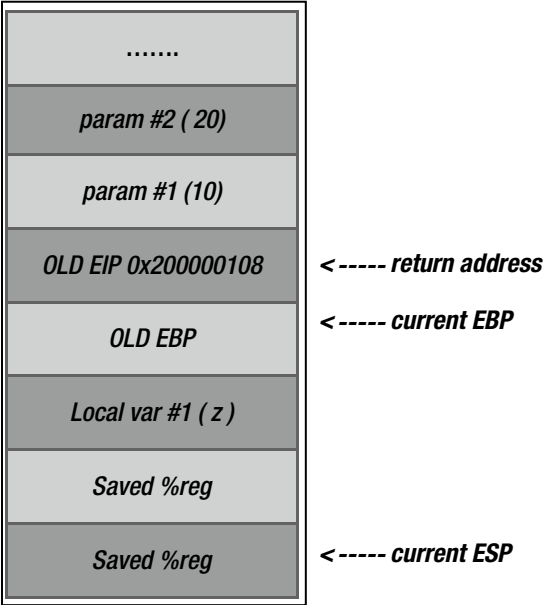 .......
param #2 ( 20)
param #1 (10)
OLD EIP 0x200000108 <----- return address
<----- current EBP
OLD EBP
Local var #1 ( z )
Saved %reg
Saved %reg <----- current ESP